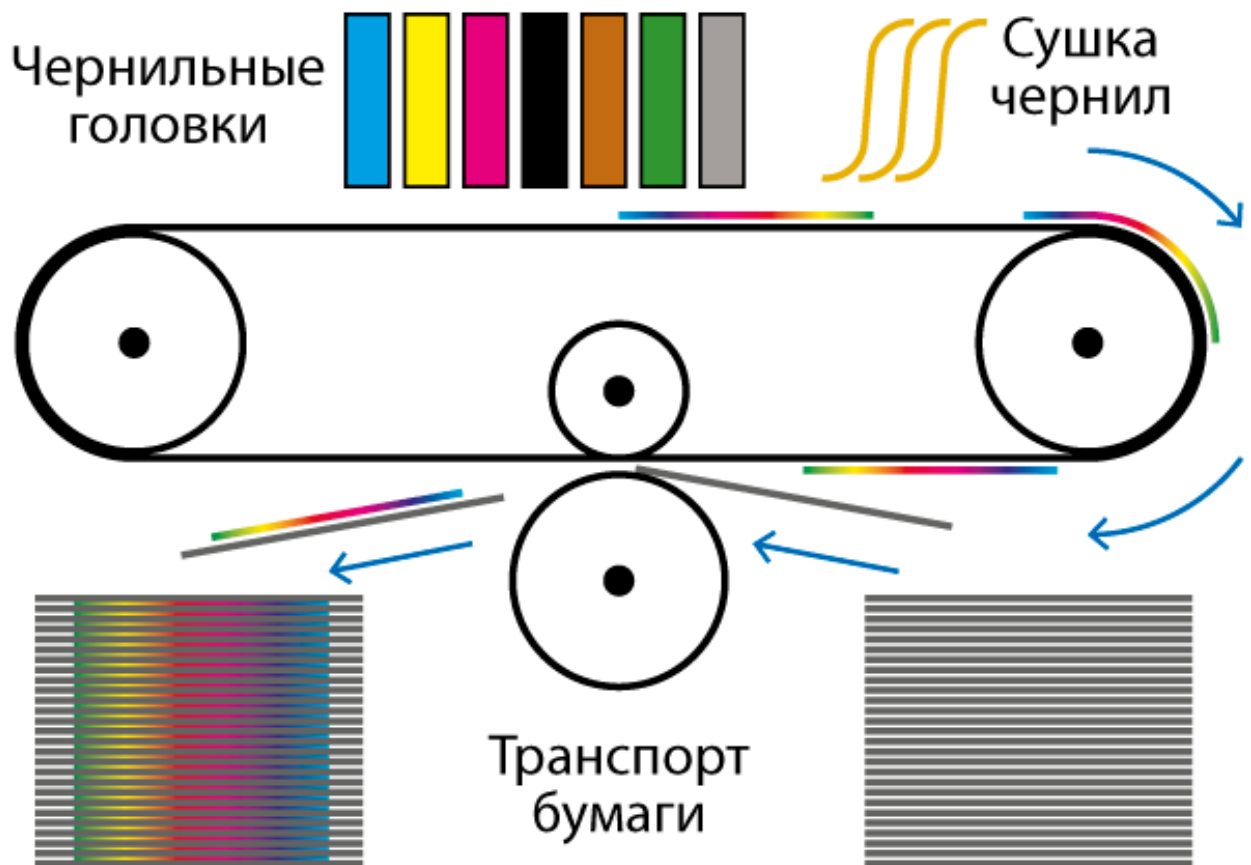 Чернильные
головки
Сушка
чернил
Транспорт
бумаги